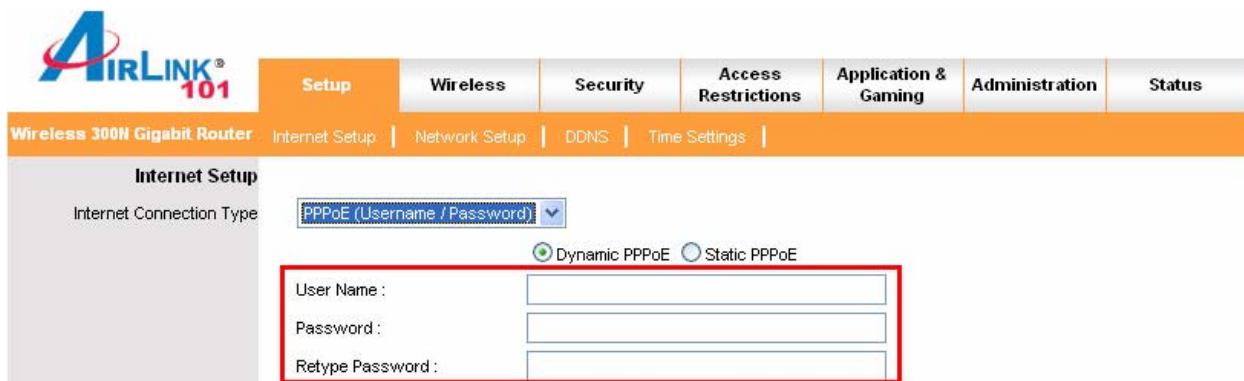 AIRLINK®
101
Setup
Wireless
Security
Access
Restrictions
Application &
Gaming
Administration
Status
Wireless 300N Gigabit Router
Internet Setup | Network Setup | DDNS | Time Settings |
Internet Setup
Internet Connection Type
PPPoE (Username / Password)
Dynamic PPPoE
Static PPPoE
User Name :
Password :
Retype Password :